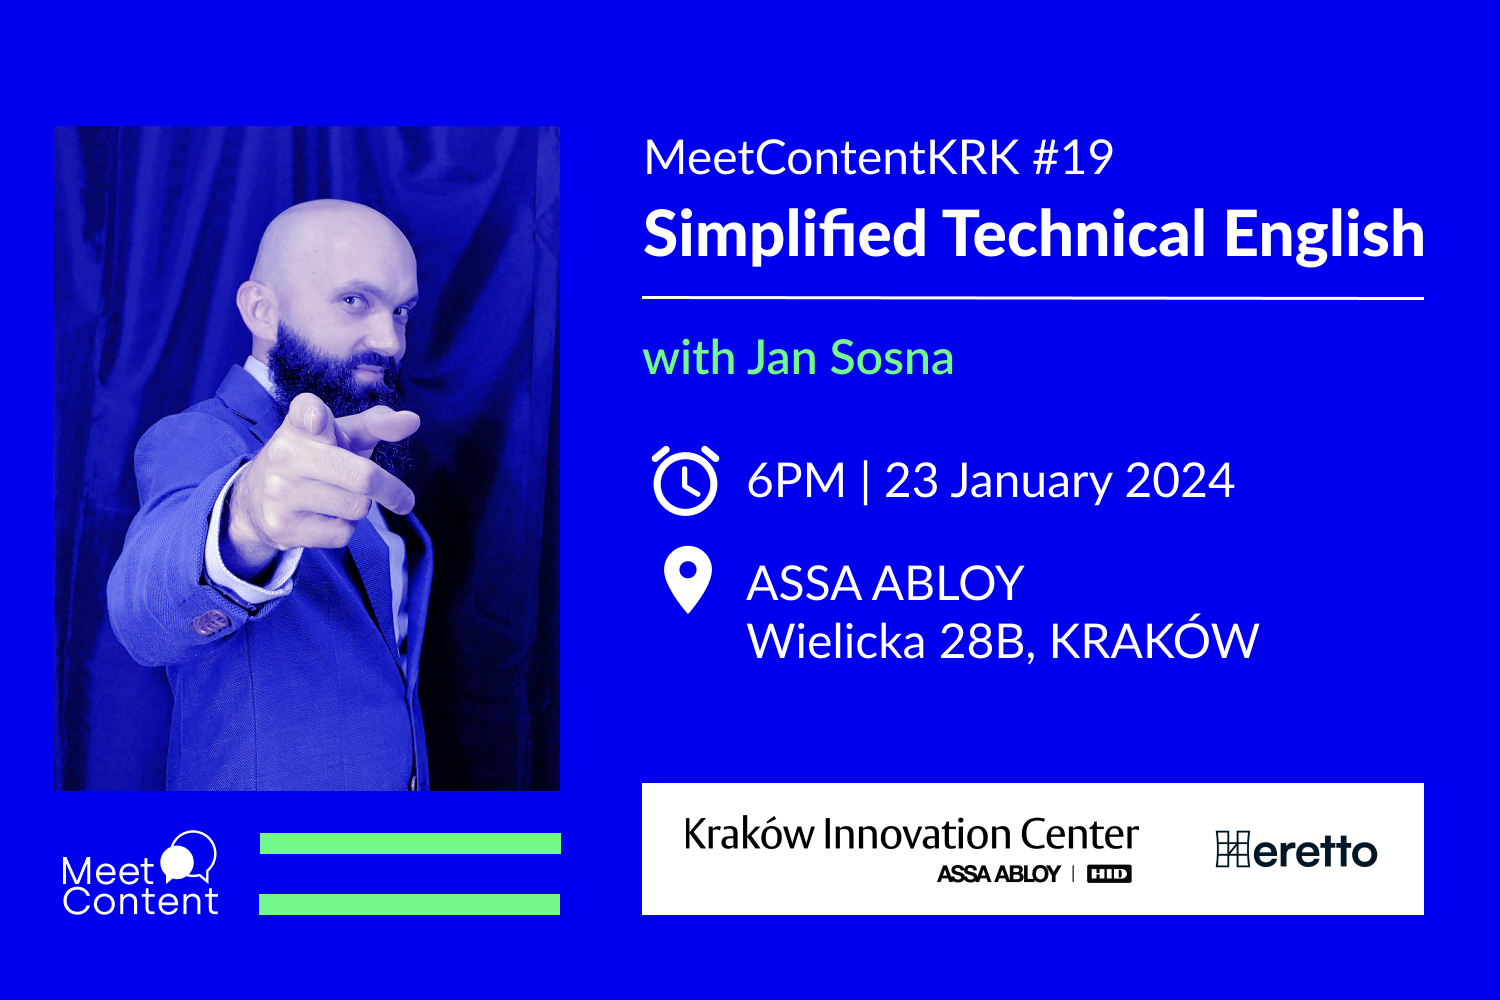 MeetContentKRK #19
Simplified Technical English
with Jan Sosna
6PM | 23 January 2024
ASSA ABLOY
Wielicka 28B, KRAKÓW
Meet
Content
Kraków Innovation Center
ASSA ABLOY | HID
Heretto